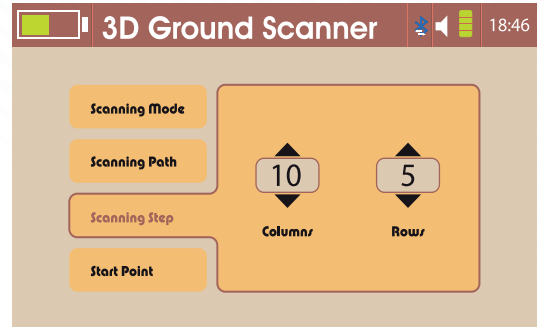 3D Ground Scanner
18:46
Scanning Mode
Scanning Path
Scanning Step
Start Point
10
5
Columns
Rows